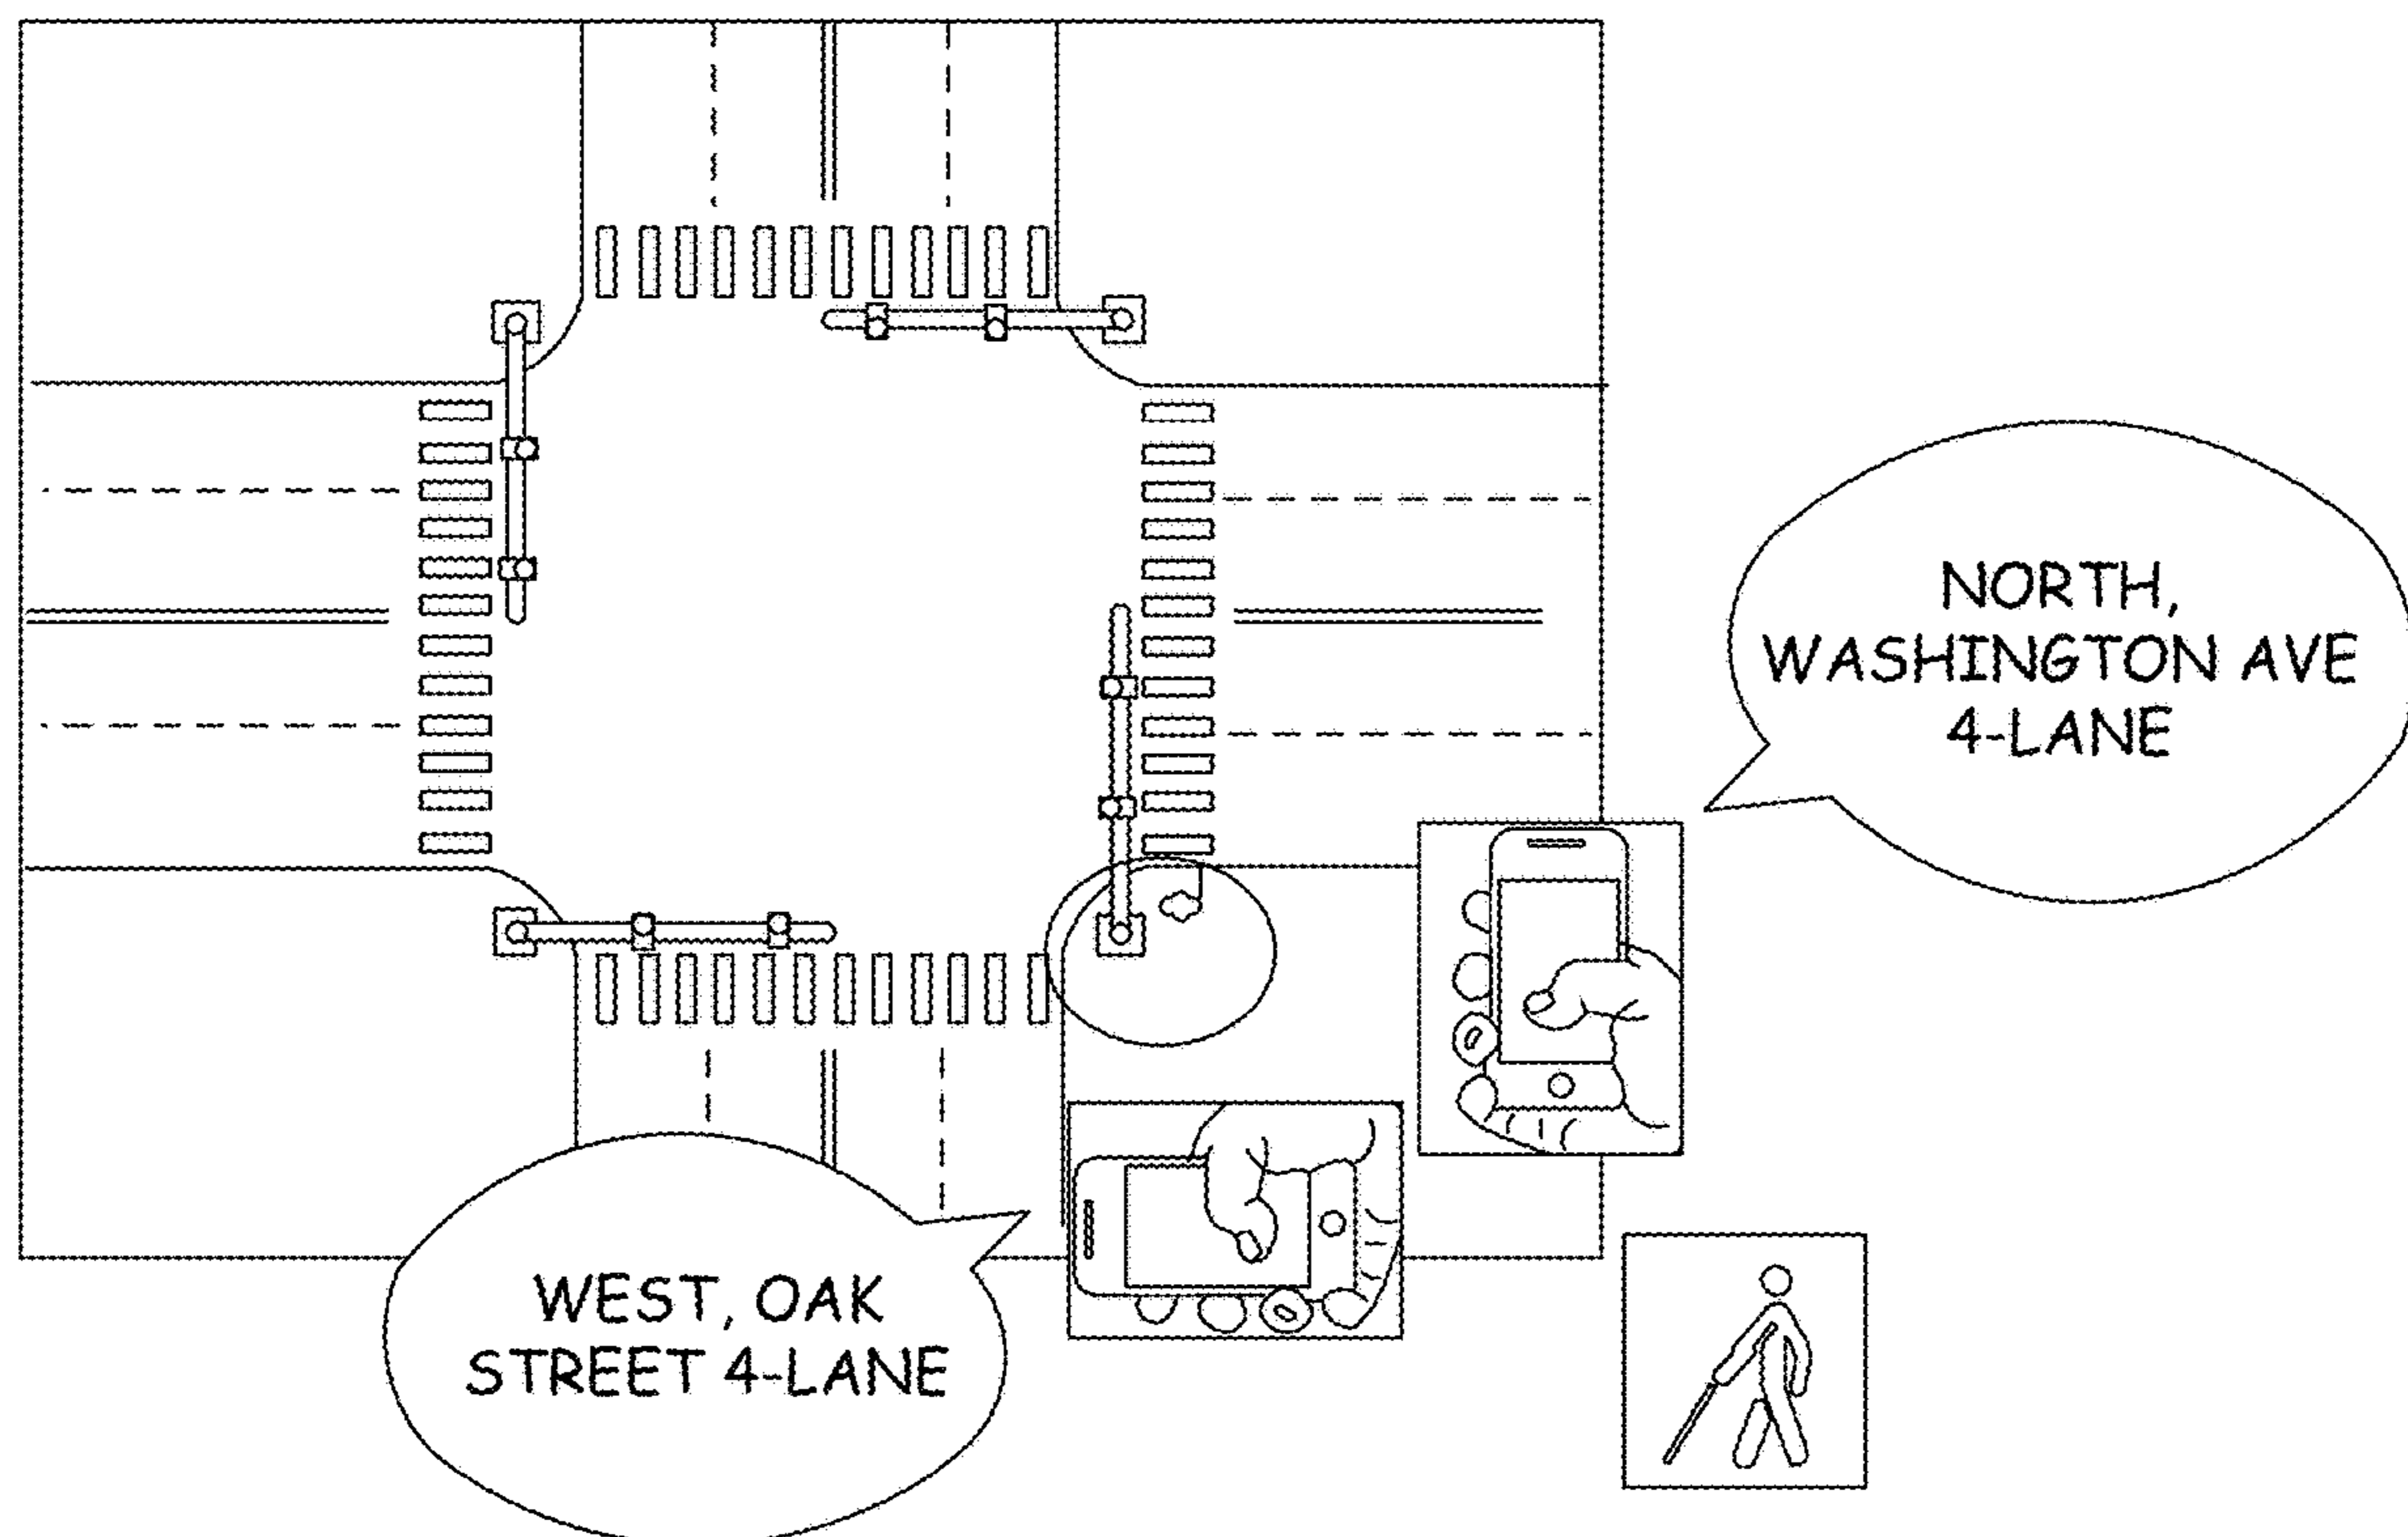 NORTH,
WASHINGTON AVE
4-LANE
WEST, OAK
STREET 4-LANE